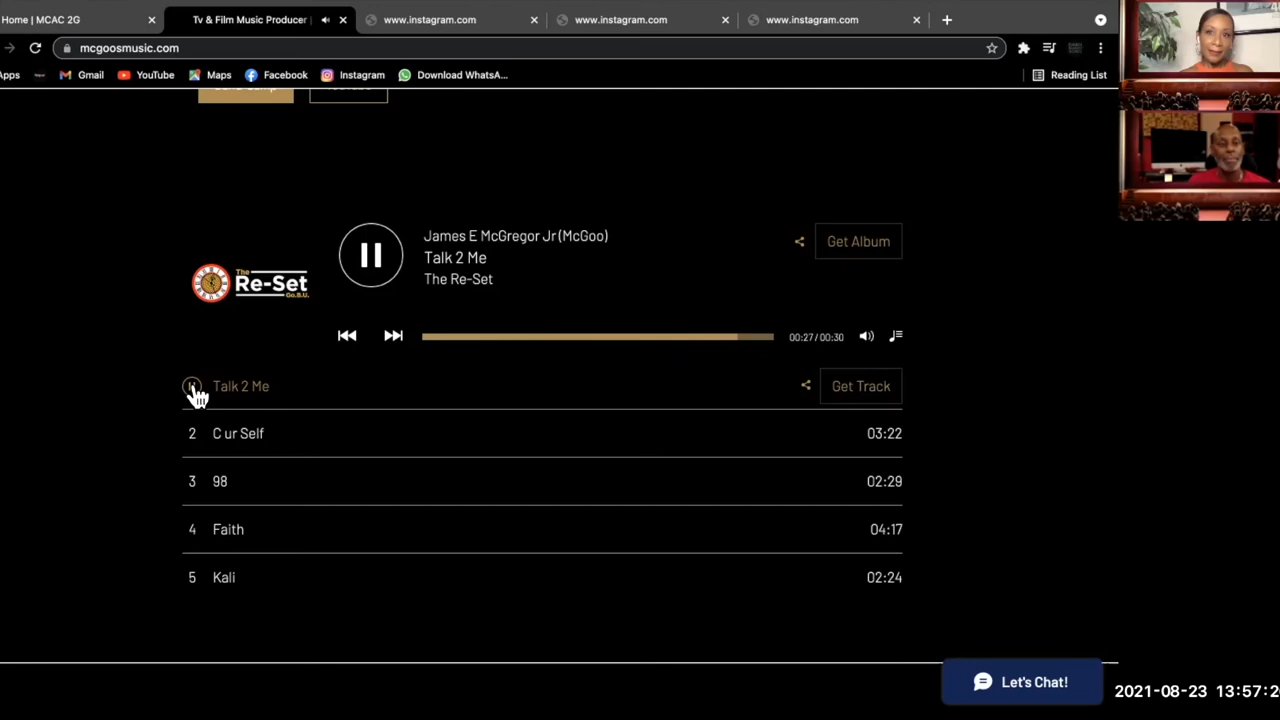 Home | MCAC 2G
Tv & Film Music Producer |
www.instagram.com
www.instagram.com
www.instagram.com
mcgoosmusic.com
Apps
Gmail
YouTube
Maps
Facebook
Instagram
Download WhatsA...
Reading List
James E McGregor Jr (McGoo)
Talk 2 Me
The Re-Set
Get Album
The
Re-Set
Go.B.U.
00:27/00:30
Talk 2 Me
Get Track
2 C ur Self 03:22
3 98 02:29
4 Faith 04:17
5 Kali 02:24
Let's Chat!
2021-08-23 13:57:2